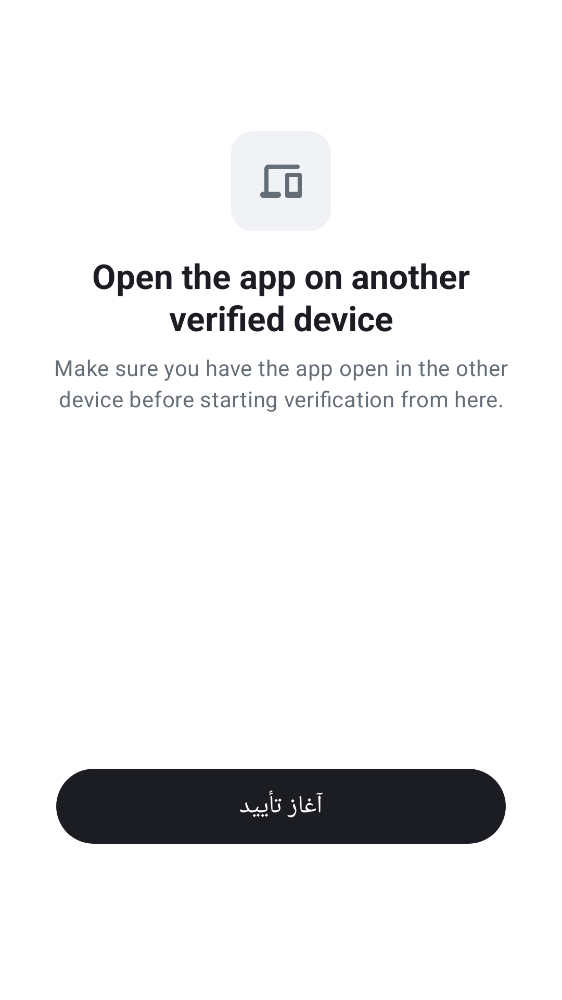 Open the app on another
verified device
Make sure you have the app open in the other
device before starting verification from here.
آغاز تأیید